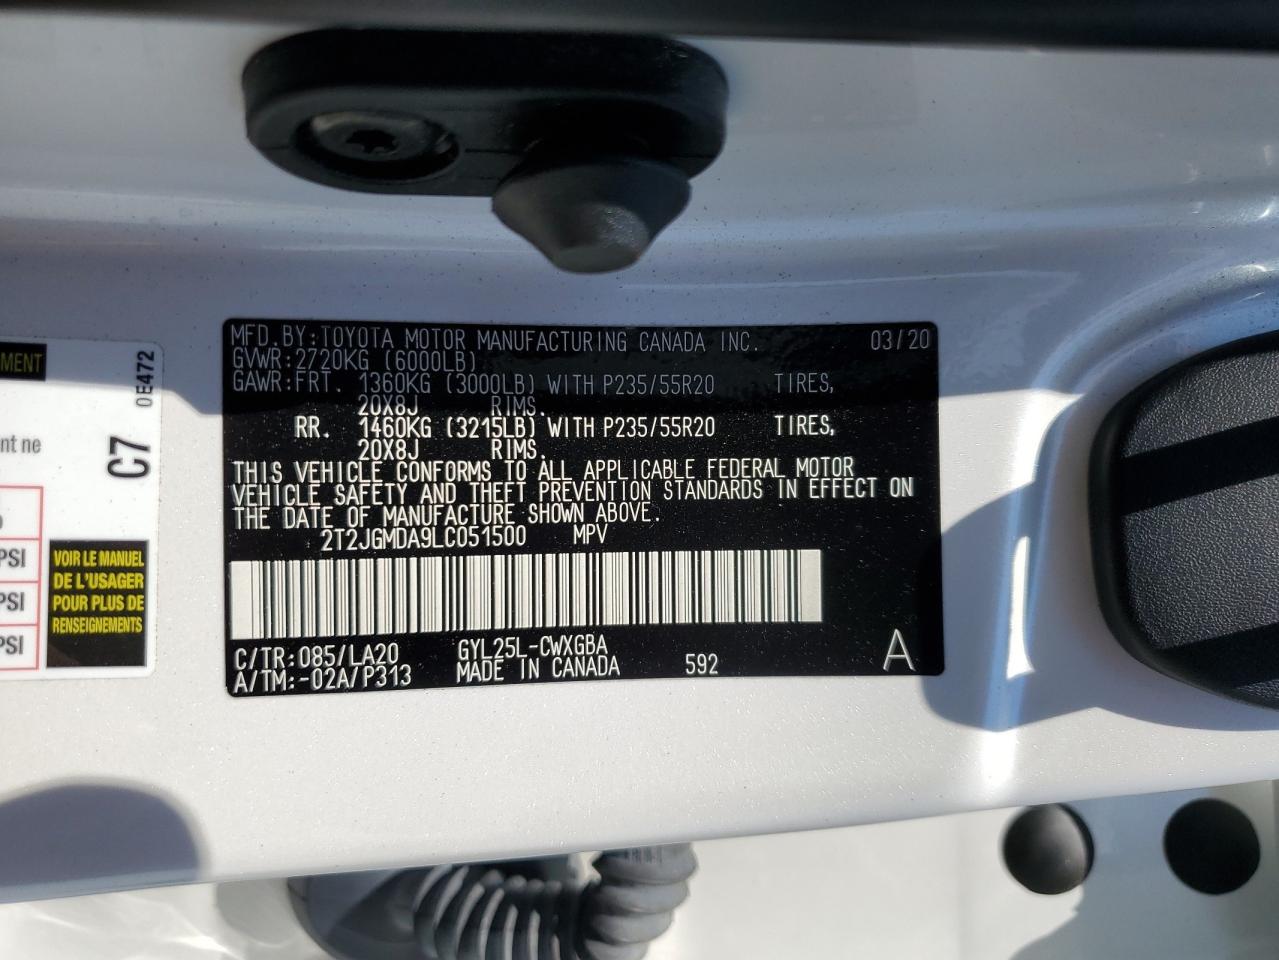 MFD.BY:TOYOTA MOTOR MANUFACTURING CANADA INC. 03/20
GVWR:2720KG (6000LB)
GAWR:FRT. 1360KG (3000LB) WITH P235/55R20 TIRES,
20X8J RIMS.
RR. 1460KG (3215LB) WITH P235/55R20 TIRES,
20X8J RIMS.
THIS VEHICLE CONFORMS TO ALL APPLICABLE FEDERAL MOTOR
VEHICLE SAFETY AND THEFT PREVENTION STANDARDS IN EFFECT ON
THE DATE OF MANUFACTURE SHOWN ABOVE.
2T2JGMDA9LC051500 MPV
C/TR:085/LA20 GYL25L-CWXGBA
A/TM:-02A/P313 MADE IN CANADA 592 A
EMENT
0E472
C7
nt ne
PSI
PSI
PSI
VOIR LE MANUEL
DE L'USAGER
POUR PLUS DE
RENSEIGNEMENTS